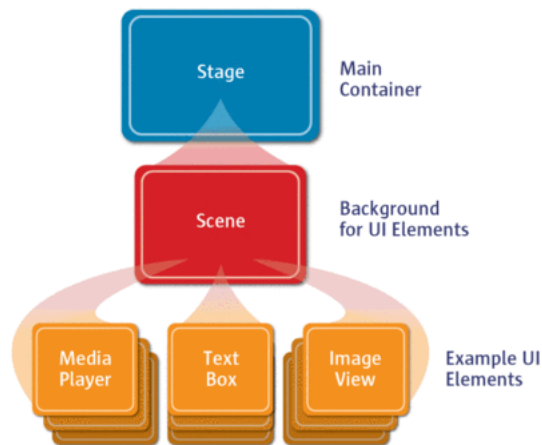 Stage
Main
Container
Scene
Background
for UI Elements
Media
Player
Text
Box
Image
View
Example UI
Elements